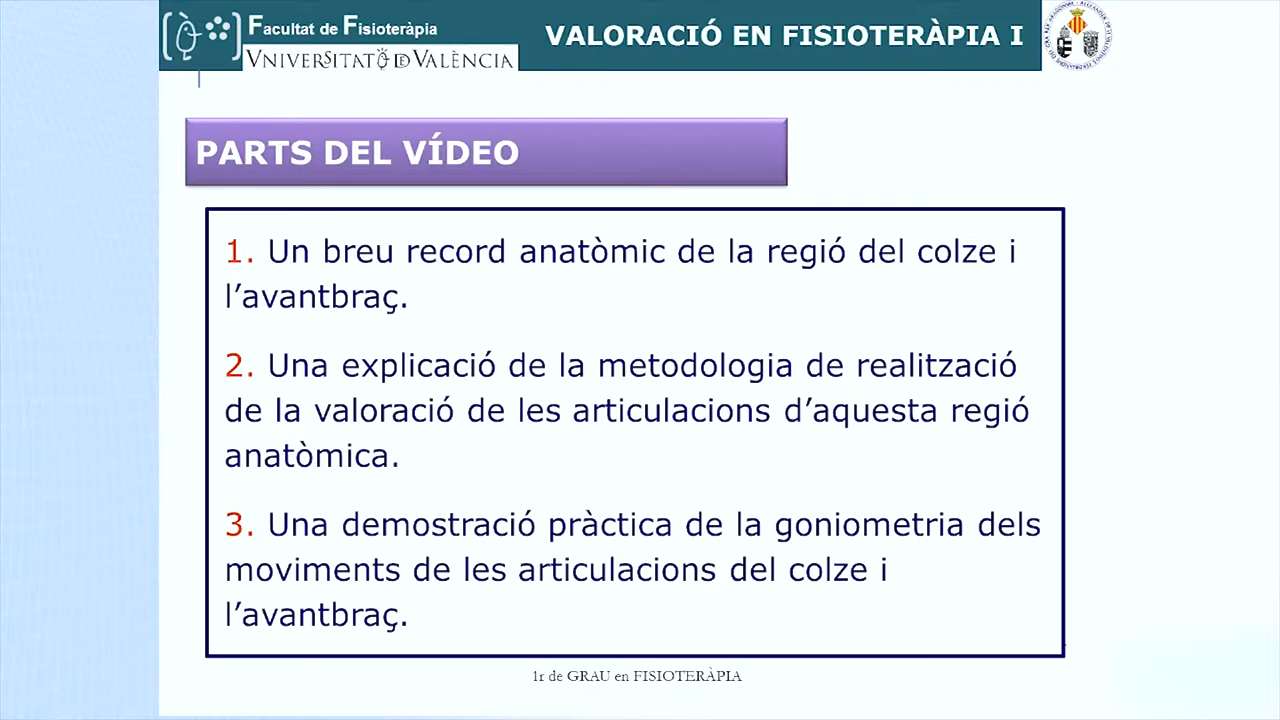 Facultat de Fisioteràpia
VNIVERSITAT DE VALÈNCIA
VALORACIÓ EN FISIOTERÀPIA I
PARTS DEL VÍDEO
1. Un breu record anatòmic de la regió del colze i
l’avantbraç.
2. Una explicació de la metodologia de realització
de la valoració de les articulacions d’aquesta regió
anatòmica.
3. Una demostració pràctica de la goniometria dels
moviments de les articulacions del colze i
l’avantbraç.
1r de GRAU en FISIOTERÀPIA